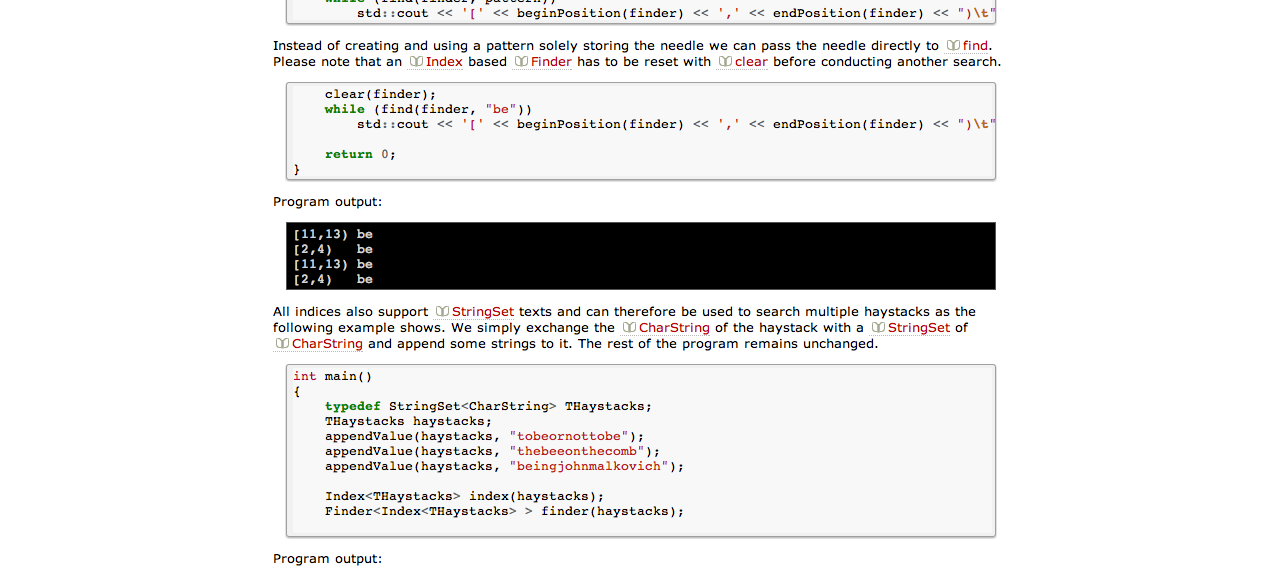 std::cout << '[' << beginPosition(finder) << ',' << endPosition(finder) << ")\t"
Instead of creating and using a pattern solely storing the needle we can pass the needle directly to find.
Please note that an Index based Finder has to be reset with clear before conducting another search.
clear(finder);
while (find(finder, "be"))
std::cout << '[' << beginPosition(finder) << ',' << endPosition(finder) << ")\t"
return 0;
}
Program output:
[11,13) be
[2,4) be
[11,13) be
[2,4) be
All indices also support StringSet texts and can therefore be used to search multiple haystacks as the
following example shows. We simply exchange the CharString of the haystack with a StringSet of
CharString and append some strings to it. The rest of the program remains unchanged.
int main()
{
typedef StringSet<CharString> THaystacks;
THaystacks haystacks;
appendValue(haystacks, "tobeornottobe");
appendValue(haystacks, "thebeeonthecomb");
appendValue(haystacks, "beingjohnmalkovich");
Index<THaystacks> index(haystacks);
Finder<Index<THaystacks> > finder(haystacks);
Program output: